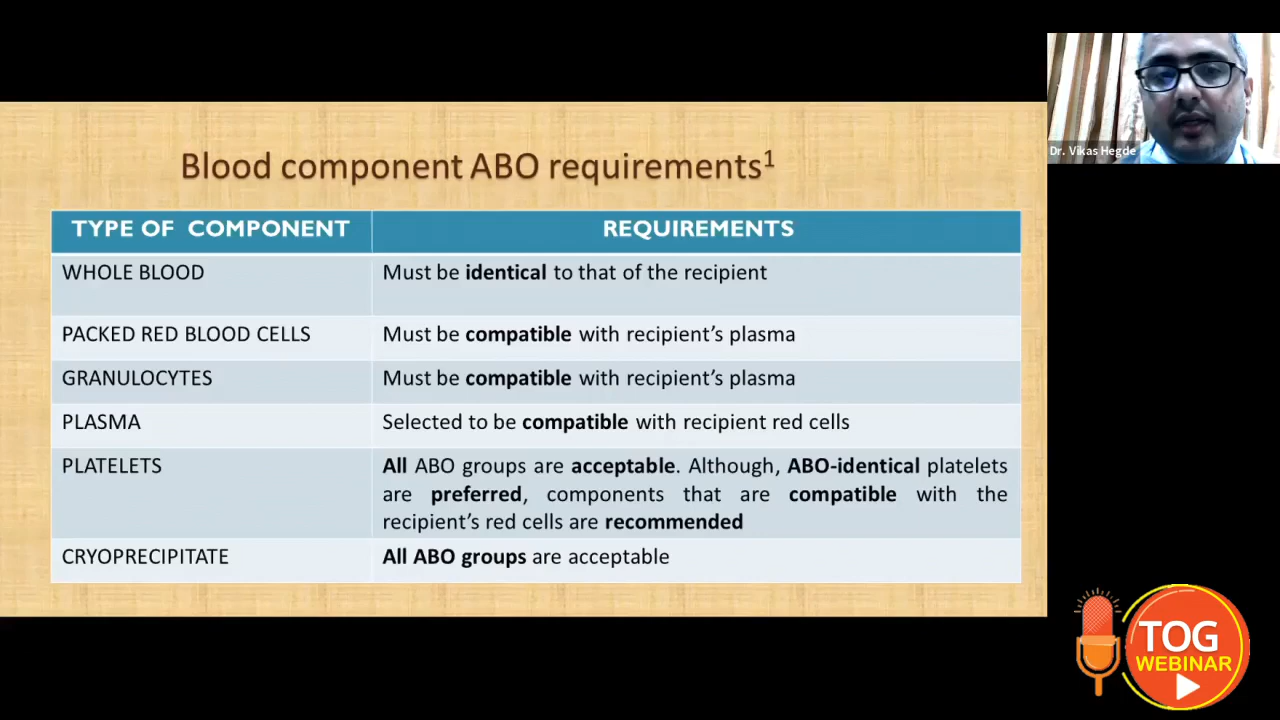 Blood component ABO requirements1
TYPE OF COMPONENT REQUIREMENTS
WHOLE BLOOD Must be identical to that of the recipient
PACKED RED BLOOD CELLS Must be compatible with recipient’s plasma
GRANULOCYTES Must be compatible with recipient’s plasma
PLASMA Selected to be compatible with recipient red cells
PLATELETS All ABO groups are acceptable. Although, ABO-identical platelets
are preferred, components that are compatible with the
recipient’s red cells are recommended
CRYOPRECIPITATE All ABO groups are acceptable
Dr. Vikas Hegde
TOG
WEBINAR